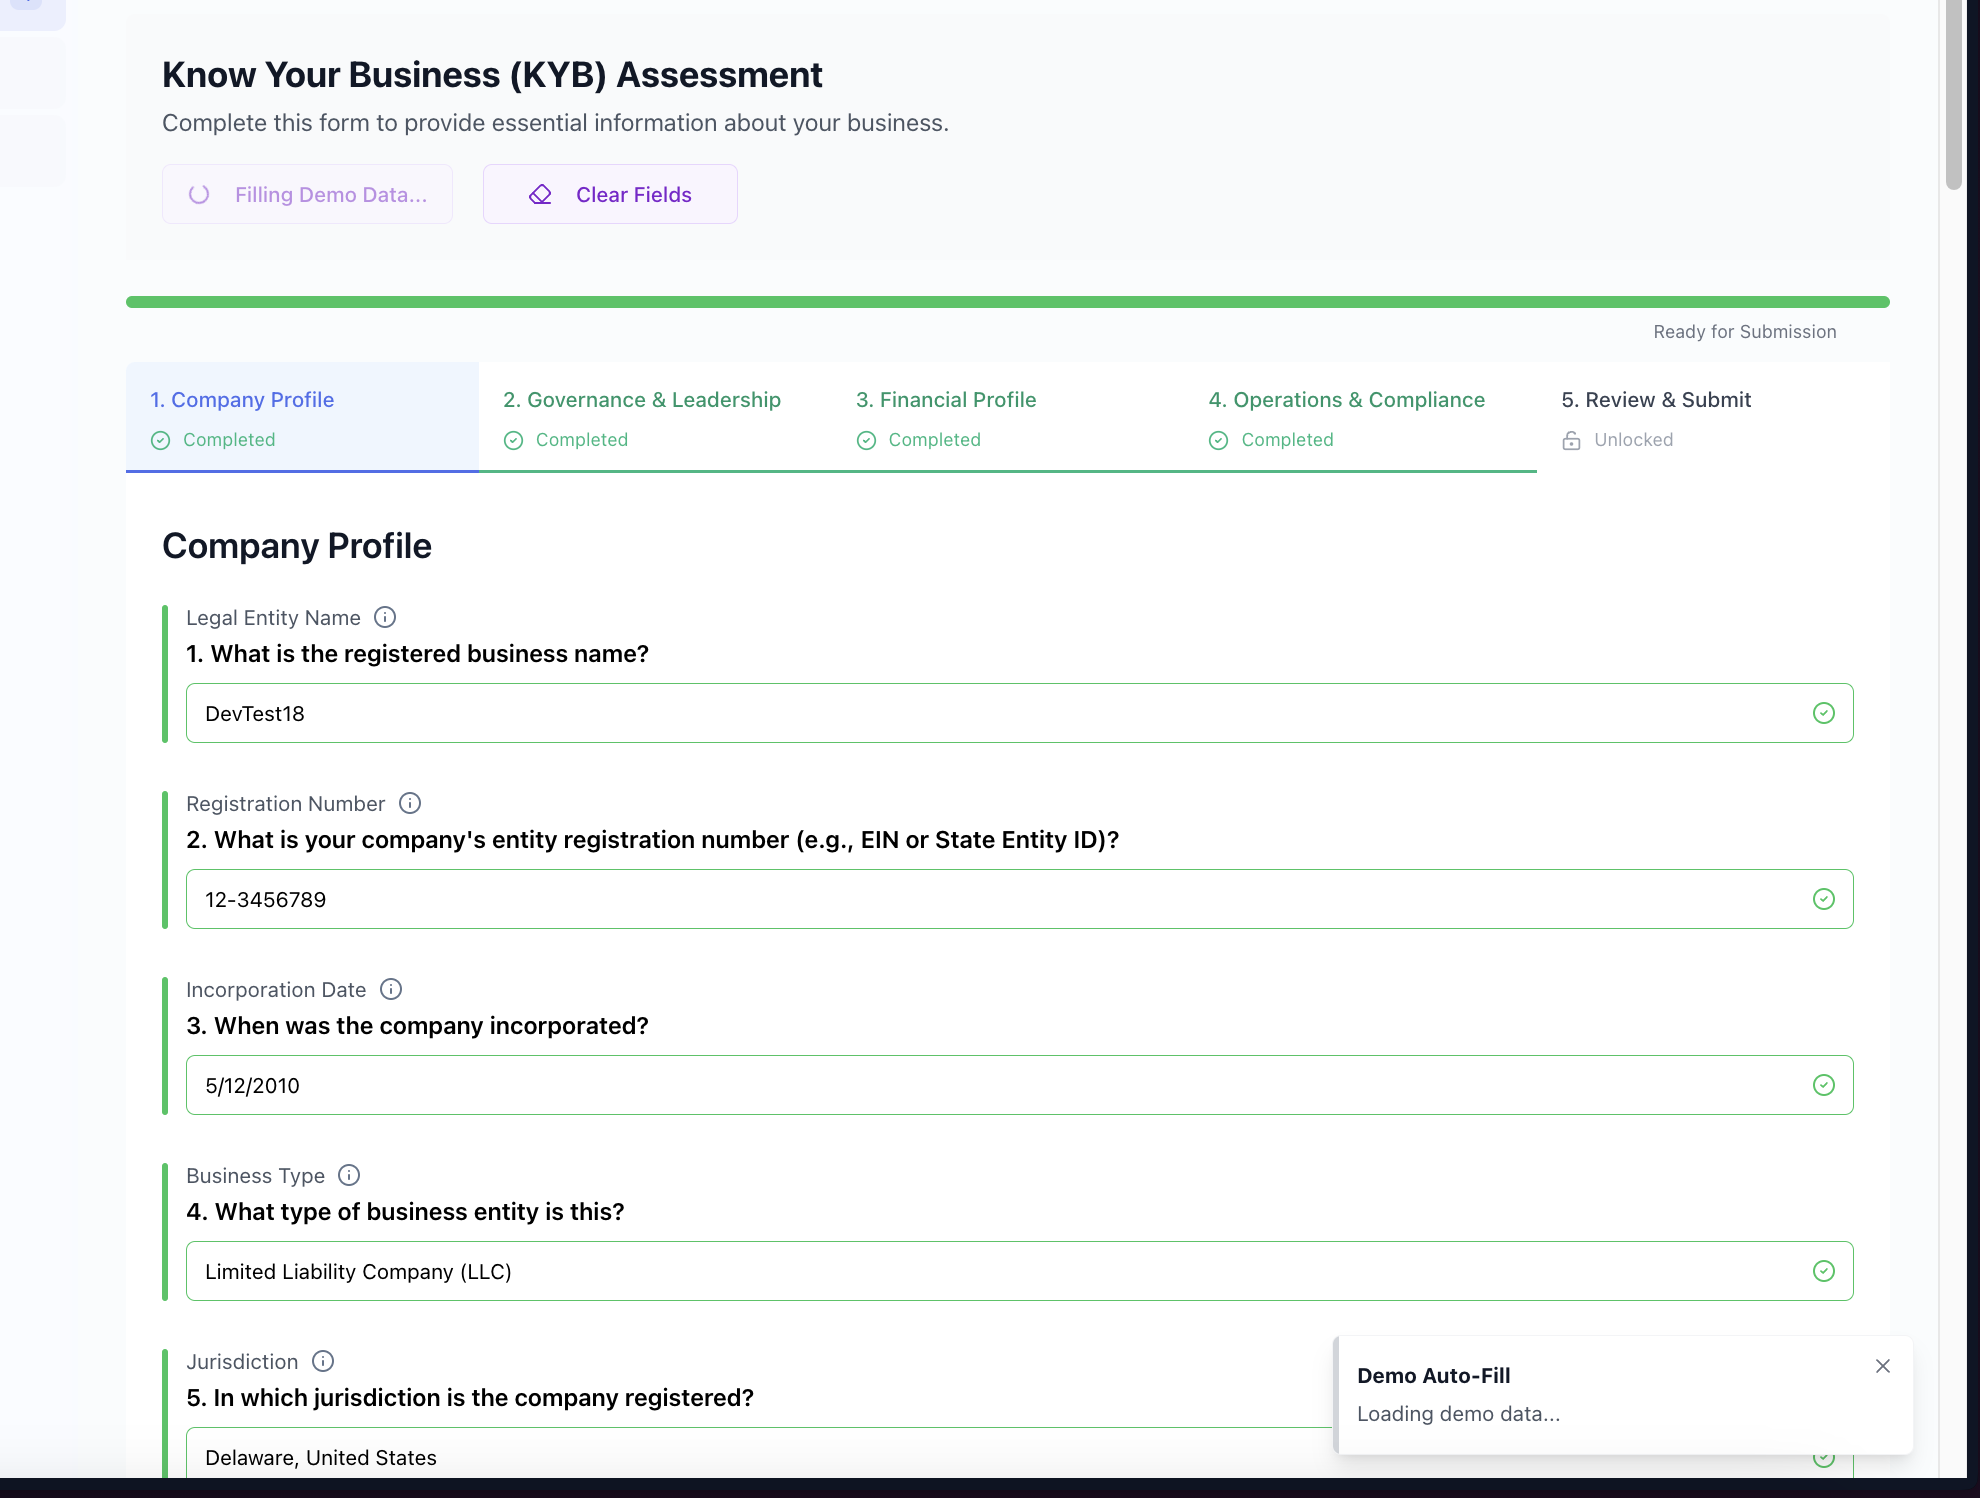 Know Your Business (KYB) Assessment
Complete this form to provide essential information about your business.
Filling Demo Data...
Clear Fields
Ready for Submission
1. Company Profile
Completed
2. Governance & Leadership
Completed
3. Financial Profile
Completed
4. Operations & Compliance
Completed
5. Review & Submit
Unlocked
Company Profile
Legal Entity Name
1. What is the registered business name?
DevTest18
Registration Number
2. What is your company's entity registration number (e.g., EIN or State Entity ID)?
12-3456789
Incorporation Date
3. When was the company incorporated?
5/12/2010
Business Type
4. What type of business entity is this?
Limited Liability Company (LLC)
Jurisdiction
5. In which jurisdiction is the company registered?
Delaware, United States
Demo Auto-Fill
Loading demo data...